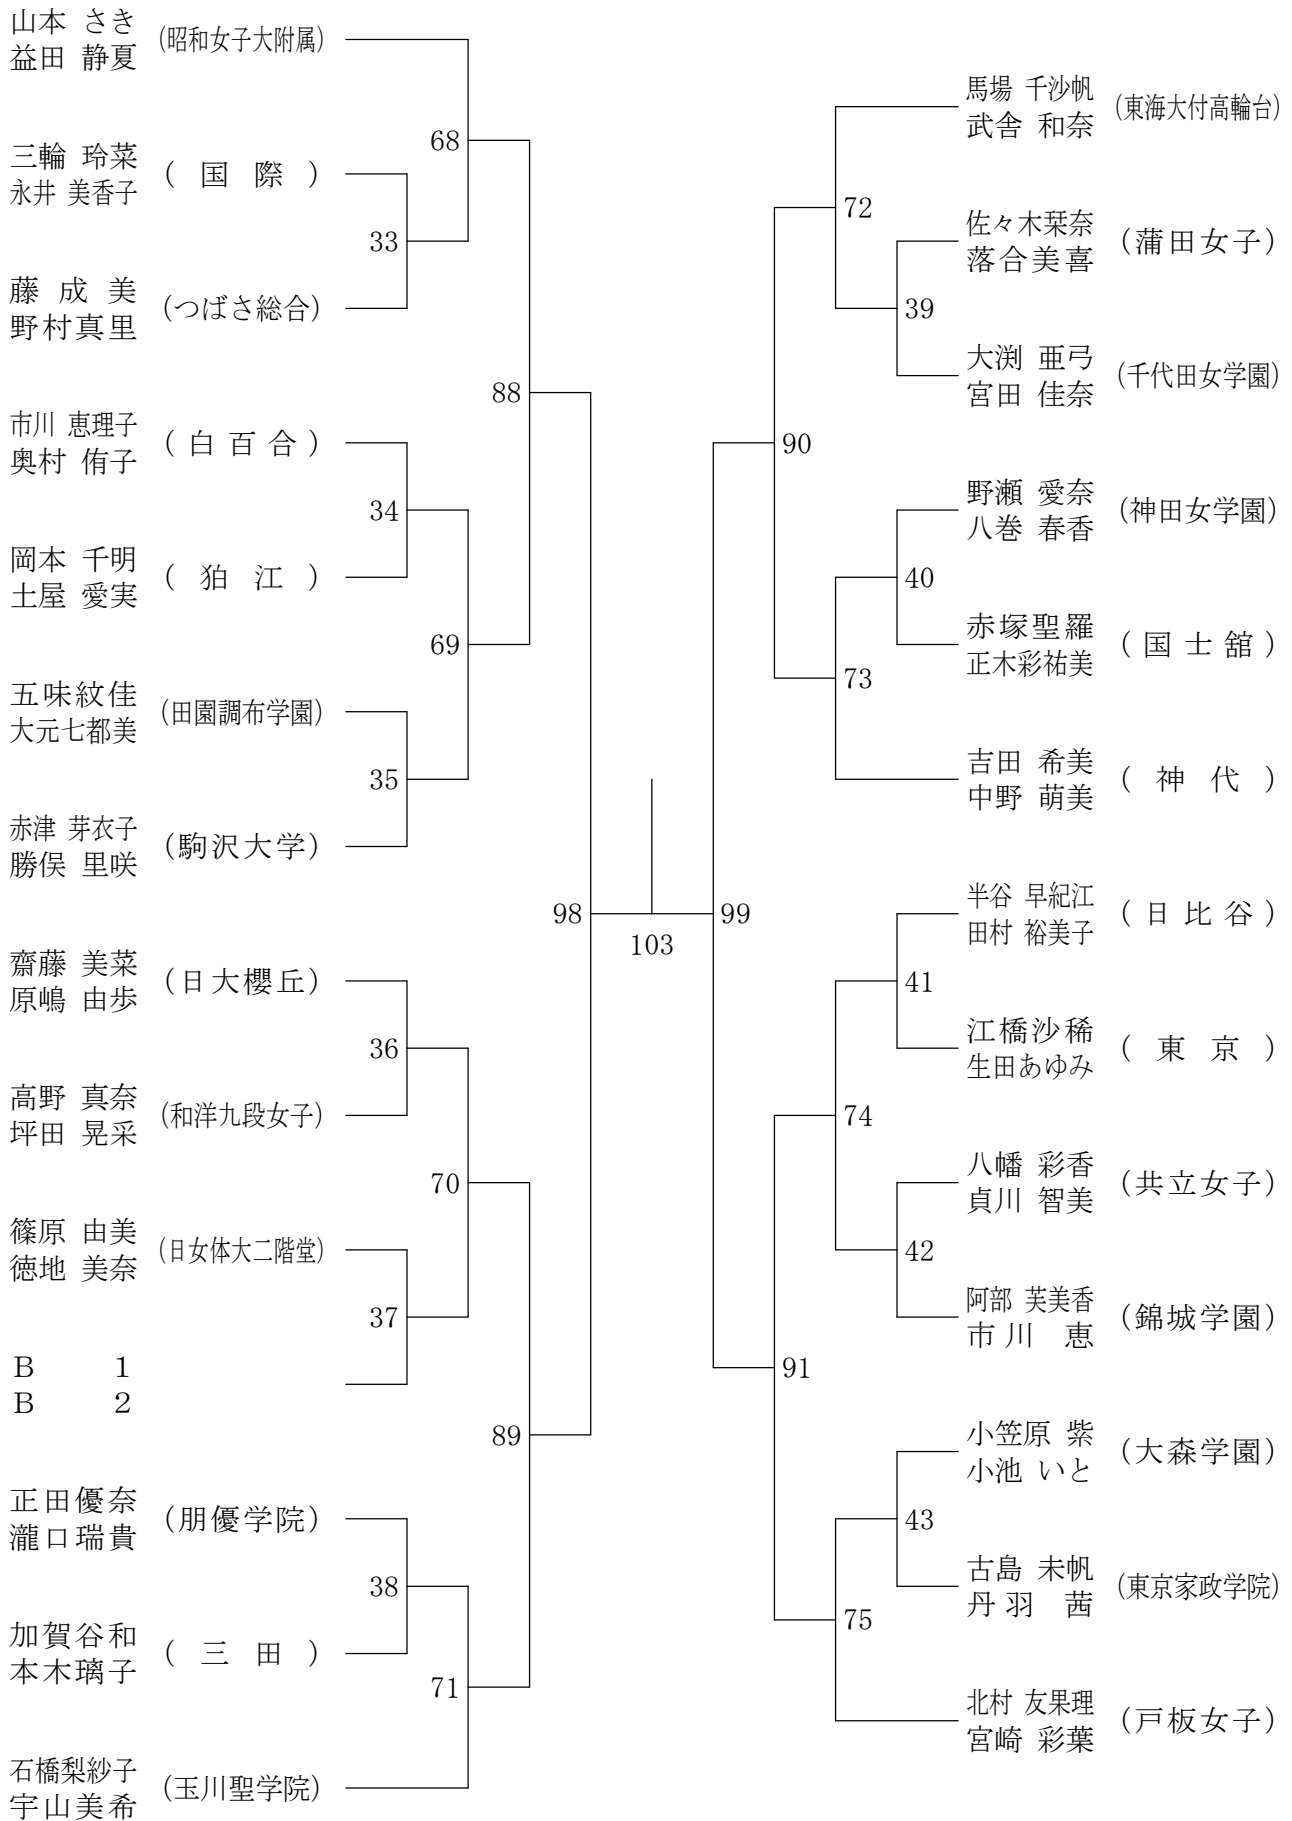 山本 さき
益田 静夏
(昭和女子大附属)
68
三輪 玲菜
永井 美香子
( 国 際 )
33
藤 成 美
野村真里
(つばさ総合)
88
市川 恵理子
奥村 侑子
( 白 百 合 )
34
岡本 千明
土屋 愛実
( 狛 江 )
69
五味紋佳
大元七都美
(田園調布学園)
35
赤津 芽衣子
勝俣 里咲
(駒沢大学)
98
103
99
齋藤 美菜
原嶋 由歩
(日大櫻丘)
36
高野 真奈
坪田 晃采
(和洋九段女子)
70
篠原 由美
徳地 美奈
(日女体大二階堂)
37
B 1
B 2
89
正田優奈
瀧口瑞貴
(朋優学院)
38
加賀谷和
本木璃子
( 三 田 )
71
石橋梨紗子
宇山美希
(玉川聖学院)
馬場 千沙帆
武舎 和奈
(東海大付高輪台)
72
佐々木栞奈
落合美喜
(蒲田女子)
39
大渕 亜弓
宮田 佳奈
(千代田女学園)
90
野瀬 愛奈
八巻 春香
(神田女学園)
40
赤塚聖羅
正木彩祐美
( 国 士 舘 )
73
吉田 希美
中野 萌美
( 神 代 )
半谷 早紀江
田村 裕美子
( 日 比 谷 )
41
江橋沙稀
生田あゆみ
( 東 京 )
74
八幡 彩香
貞川 智美
(共立女子)
42
阿部 芙美香
市川 恵
(錦城学園)
91
小笠原 紫
小池 いと
(大森学園)
43
古島 未帆
丹羽 茜
(東京家政学院)
75
北村 友果理
宮崎 彩葉
(戸板女子)